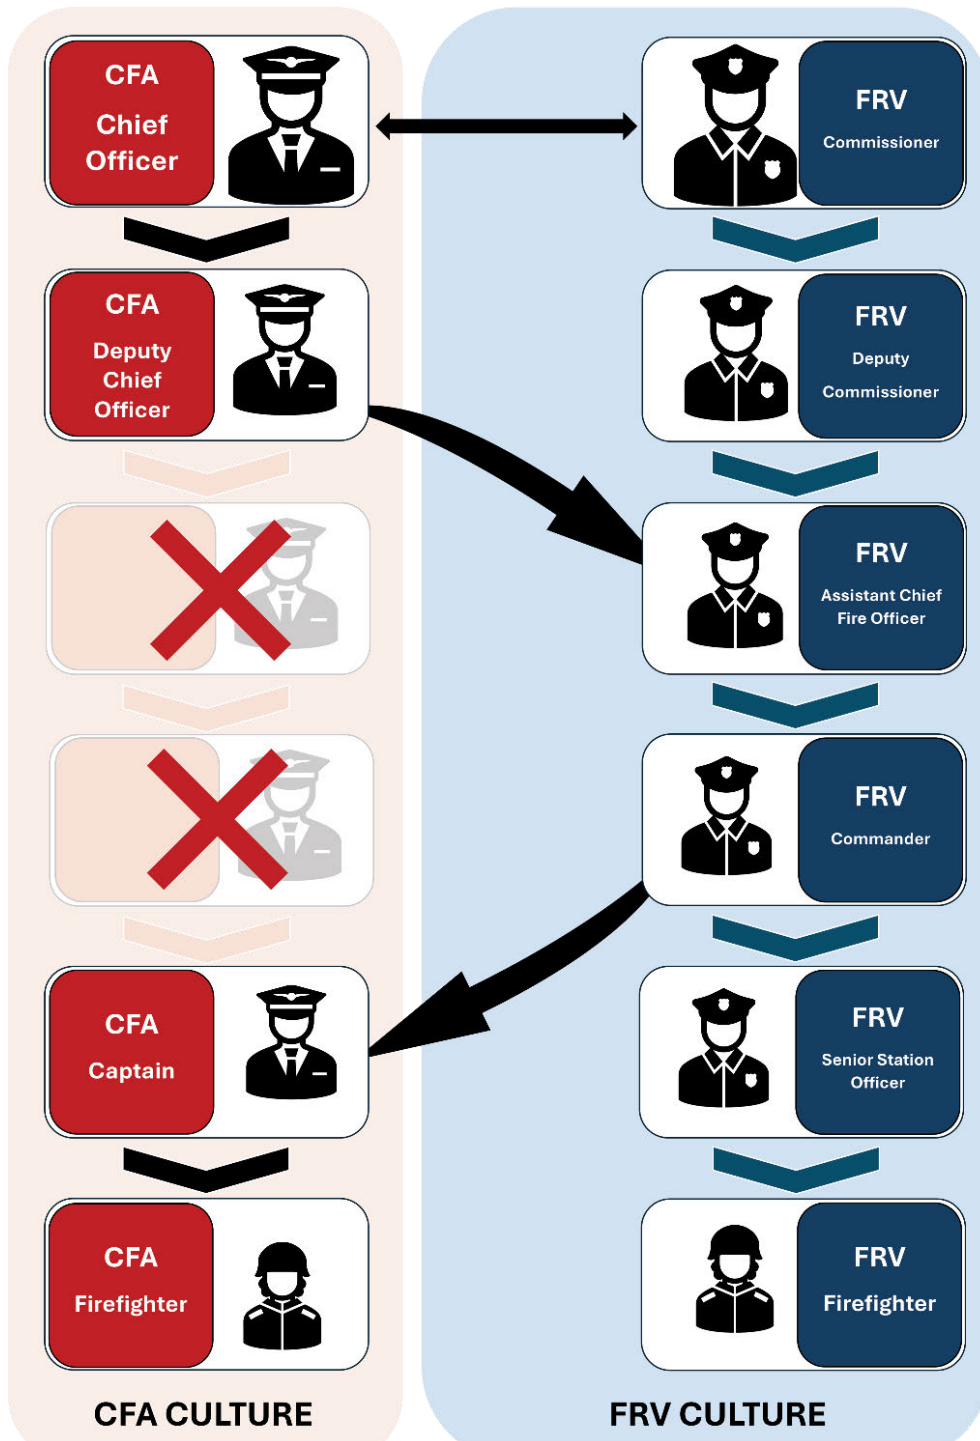 CFA
Chief
Officer
FRV
Commissioner
CFA
Deputy
Chief
Officer
FRV
Deputy
Commissioner
FRV
Assistant Chief
Fire Officer
FRV
Commander
CFA
Captain
FRV
Senior Station
Officer
CFA
Firefighter
FRV
Firefighter
CFA CULTURE
FRV CULTURE